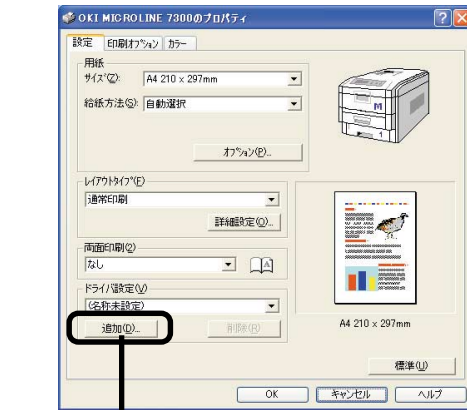 OKI MICROLINE 7300のプロパティ
設定 印刷オプション カラー
用紙
サイズ(Z): A4 210 x 297mm
給紙方法(S): 自動選択
オプション(P)...
レイアウトタイプ(E)
通常印刷
詳細設定(O)...
両面印刷(2)
なし
ドライバ設定(V)
(名称未設定)
追加(D)... 削除(R)
M
1
A
A4 210 x 297mm
標準(U)
OK キャンセル ヘルプ